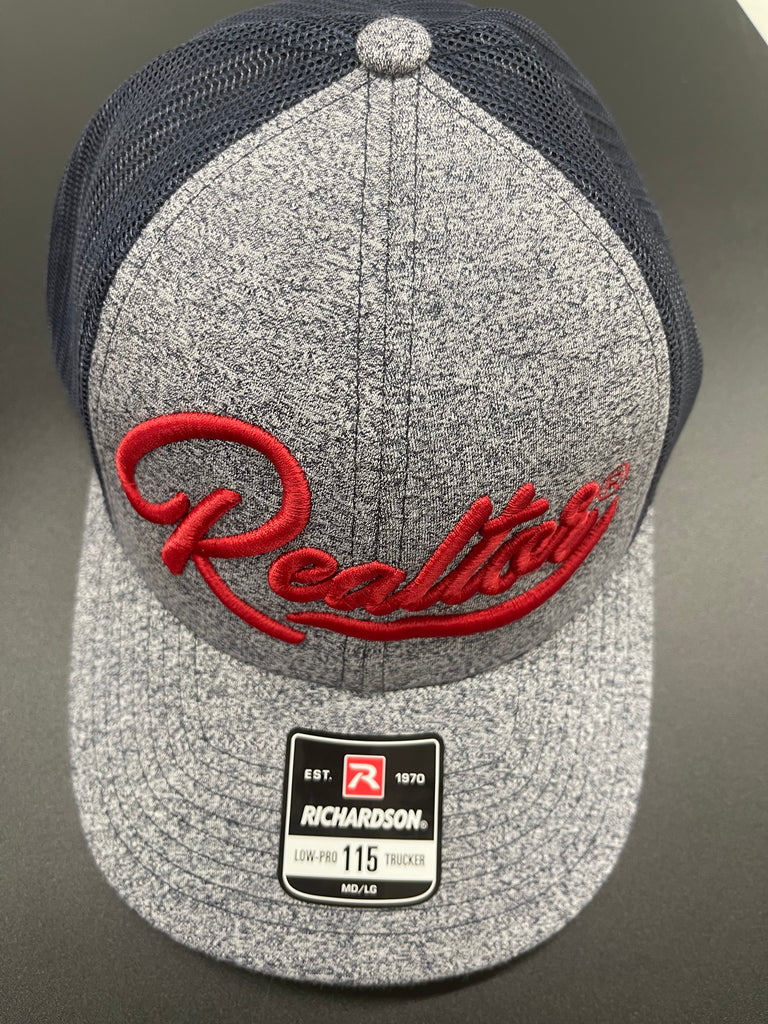 Realtor®
EST. R 1970
RICHARDSON®
LOW-PRO 115 TRUCKER
MD/LG